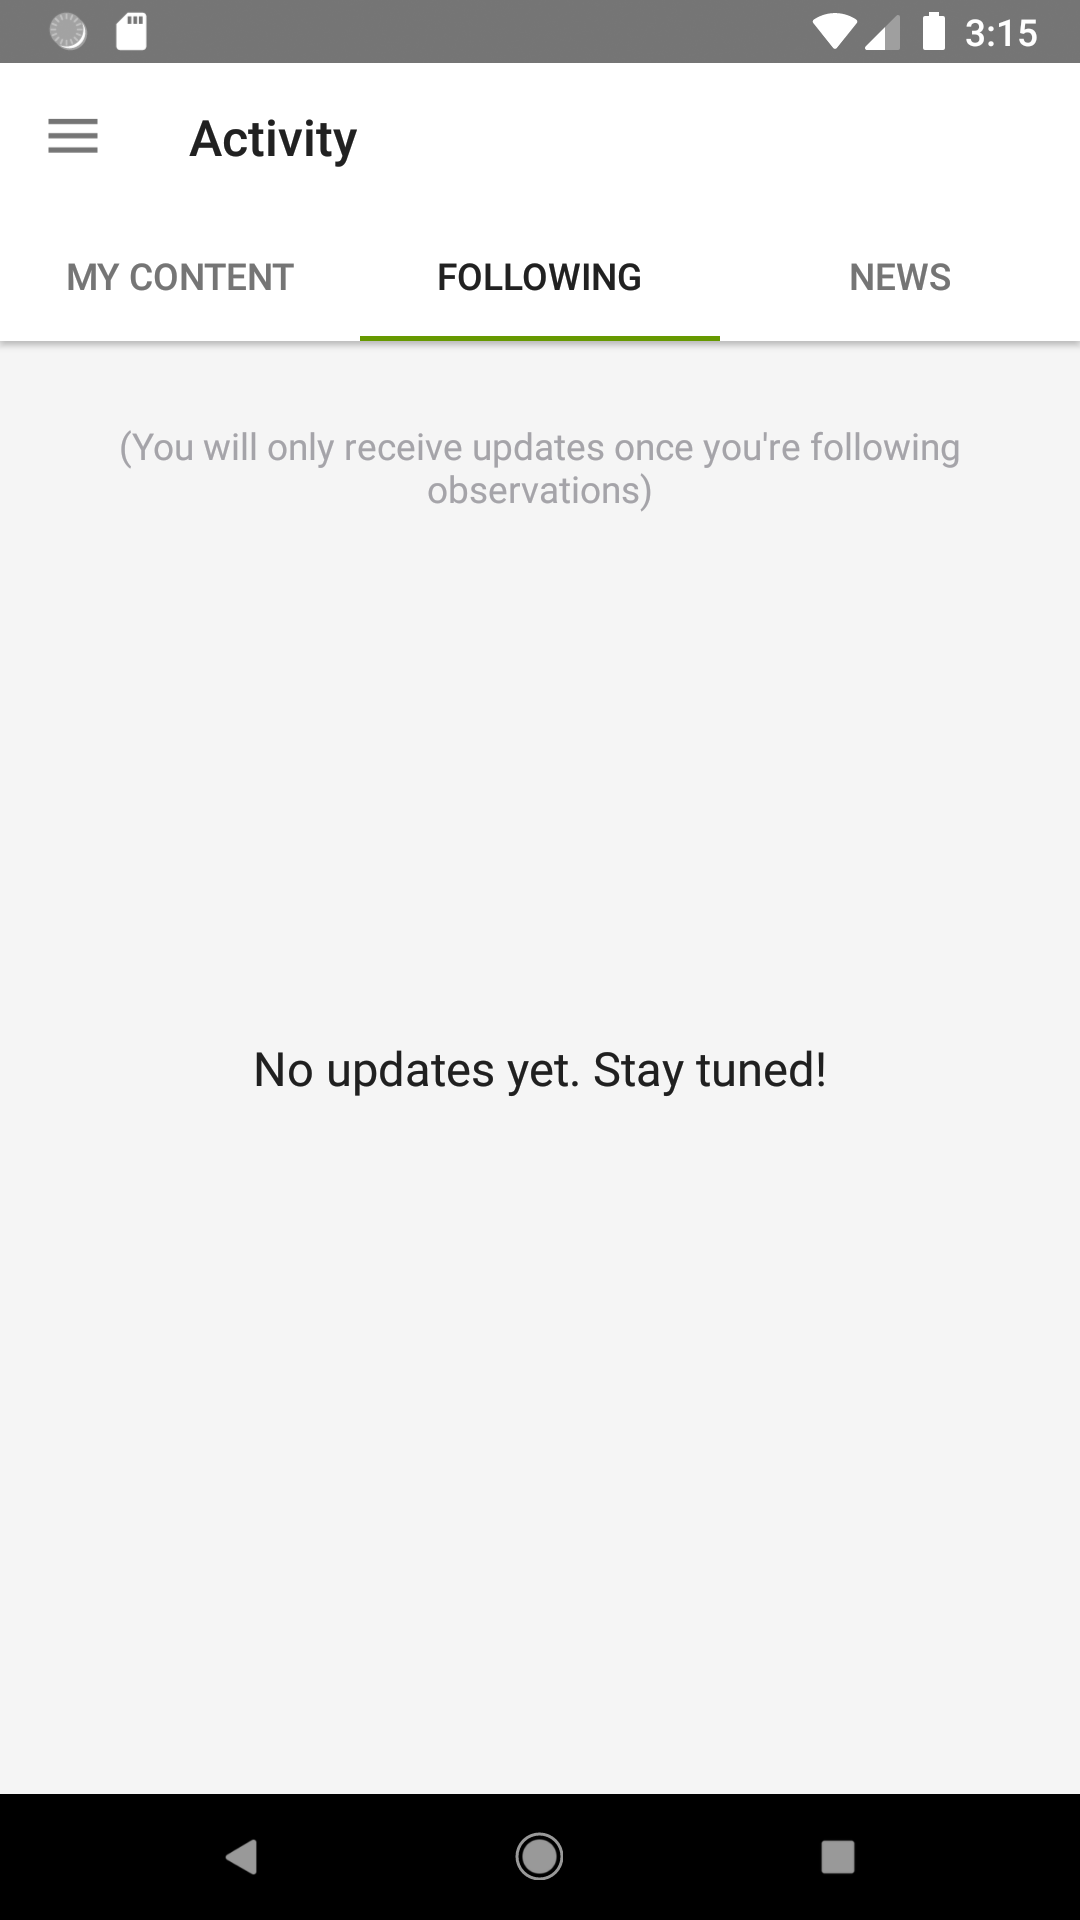 3:15
Activity
MY CONTENT FOLLOWING NEWS
(You will only receive updates once you're following
observations)
No updates yet. Stay tuned!